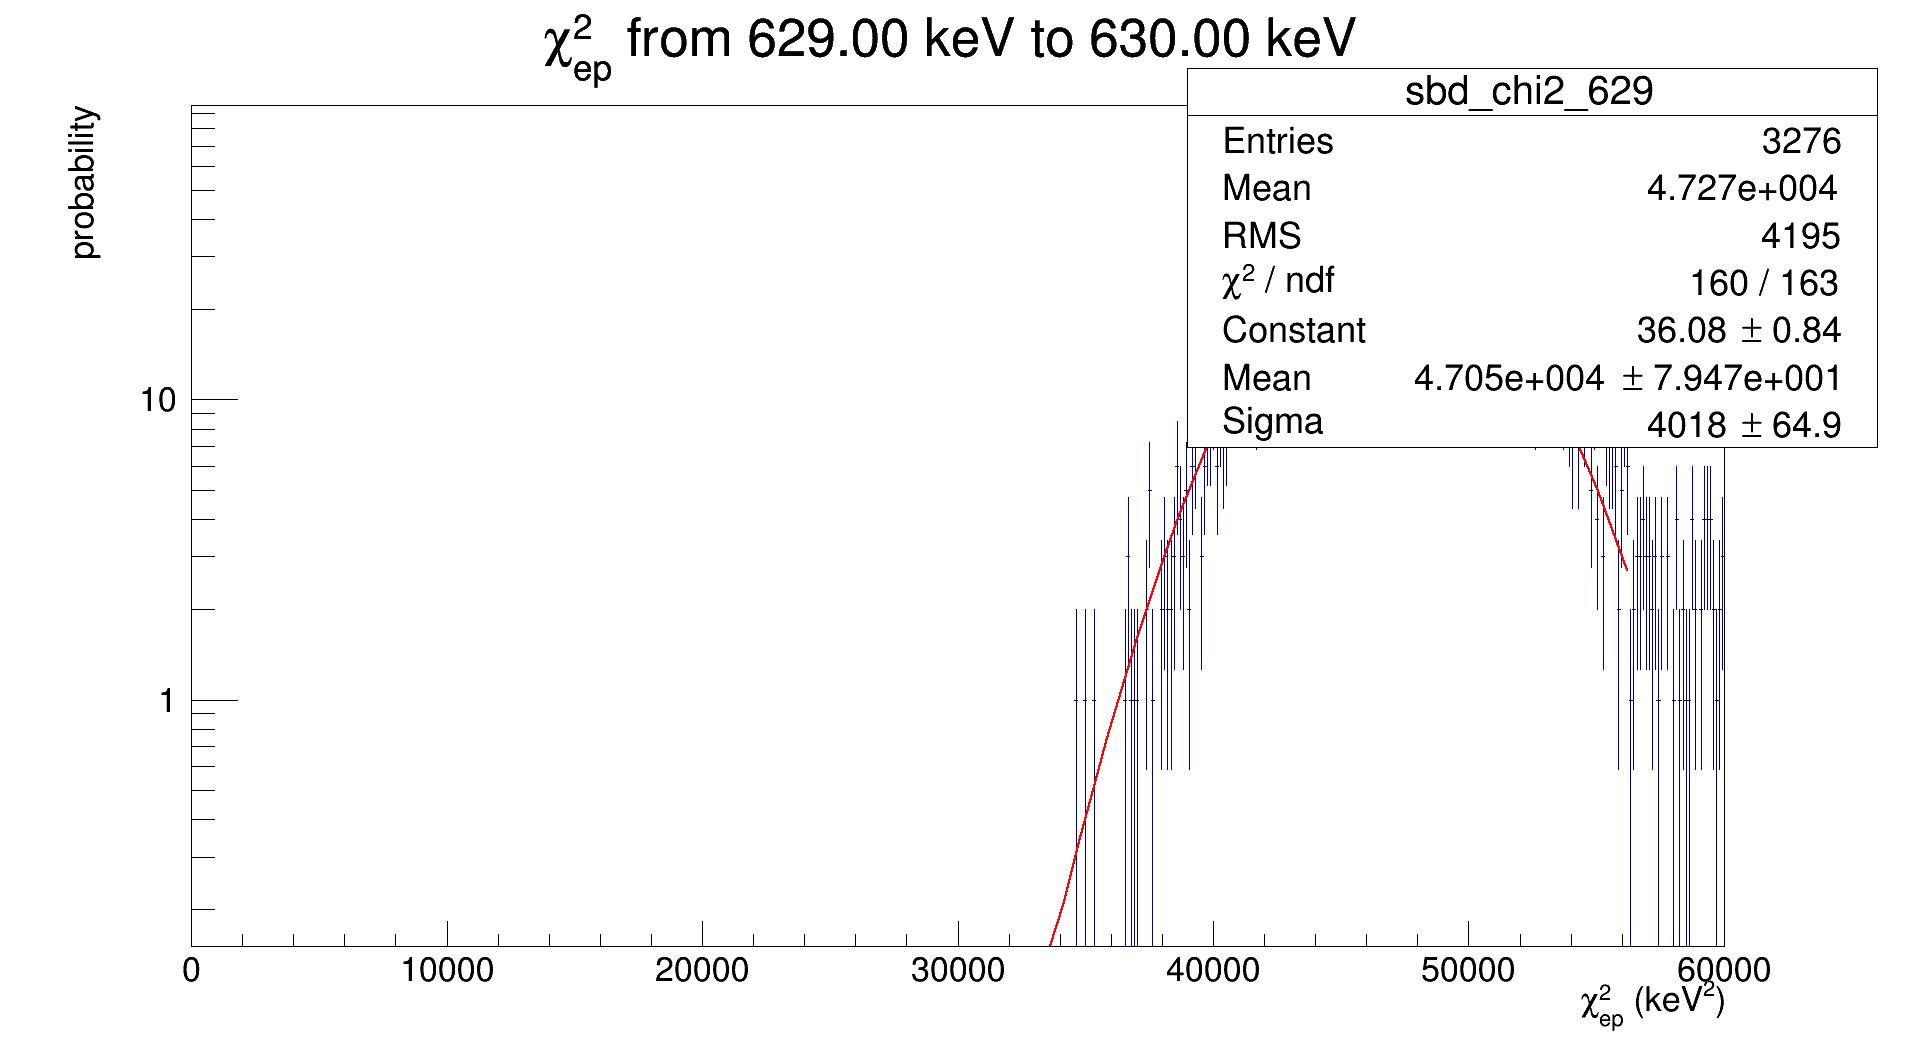 χ²ep from 629.00 keV to 630.00 keV
probability
sbd_chi2_629
Entries 3276
Mean 4.727e+004
RMS 4195
χ² / ndf 160 / 163
Constant 36.08 ± 0.84
Mean 4.705e+004 ± 7.947e+001
Sigma 4018 ± 64.9
10
1
0 10000 20000 30000 40000 50000 60000
χ²ep (keV²)